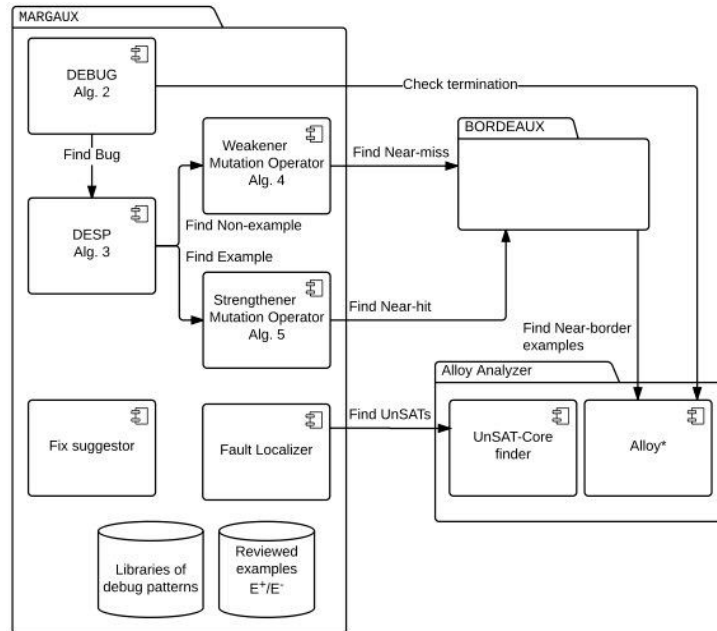 MARGAUX
DEBUG
Alg. 2
Check termination
BORDEAUX
Find Bug
Weakener
Mutation Operator
Alg. 4
Find Near-miss
DESP
Alg. 3
Find Non-example
Find Example
Strengthener
Mutation Operator
Alg. 5
Find Near-hit
Find Near-border
examples
Alloy Analyzer
Fix suggestor
Fault Localizer
Find UnSATs
UnSAT-Core
finder
Alloy*
Libraries of
debug patterns
Reviewed
examples
E+/E-